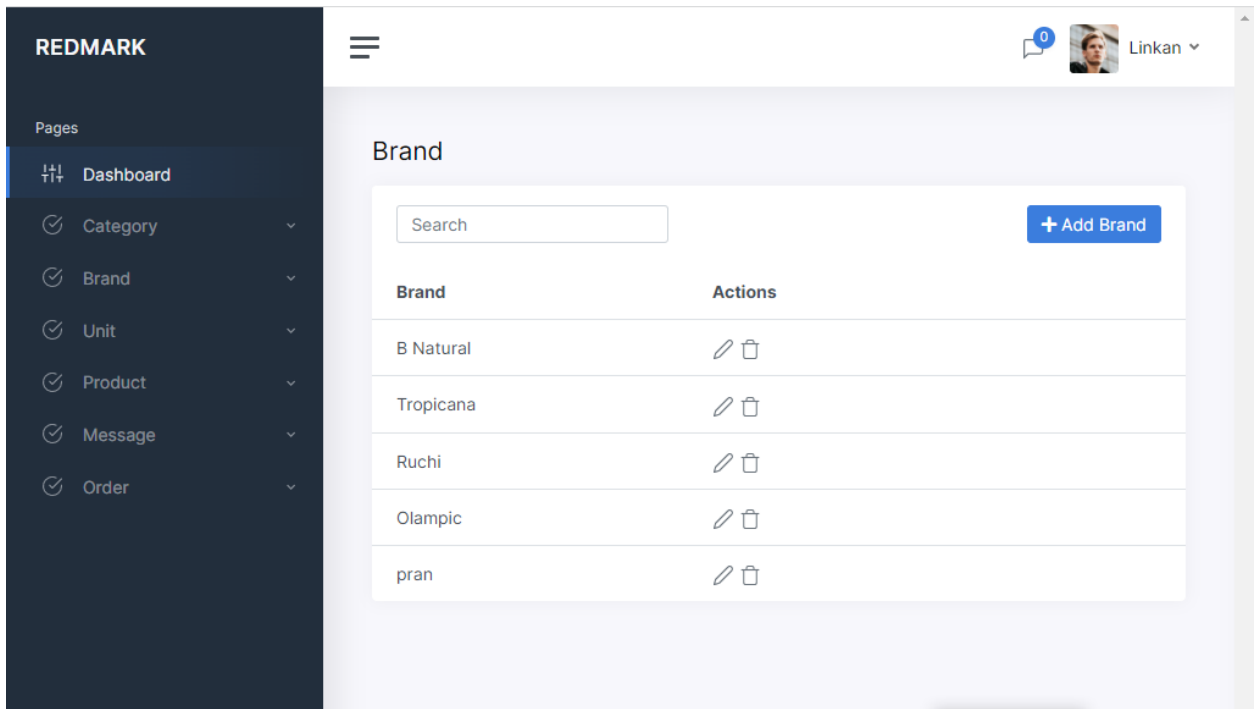 REDMARK
0
Linkan
Pages
Dashboard
Category
Brand
Unit
Product
Message
Order
Brand
Search
Add Brand
Brand Actions
B Natural
Tropicana
Ruchi
Olampic
pran